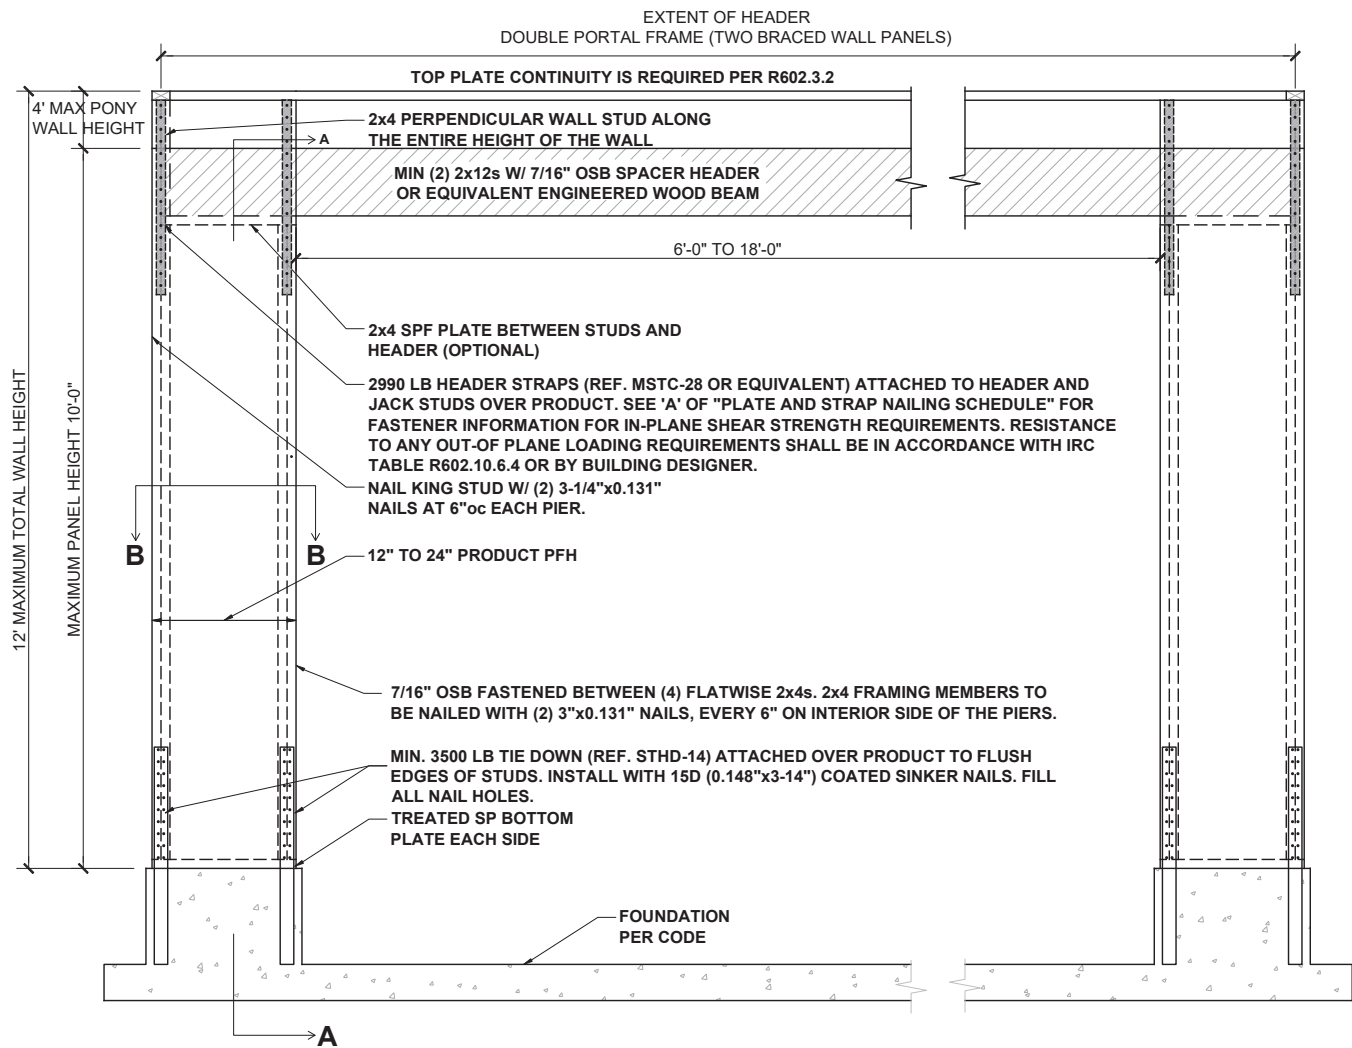 EXTENT OF HEADER
DOUBLE PORTAL FRAME (TWO BRACED WALL PANELS)
TOP PLATE CONTINUITY IS REQUIRED PER R602.3.2
4' MAX PONY
WALL HEIGHT
2x4 PERPENDICULAR WALL STUD ALONG
THE ENTIRE HEIGHT OF THE WALL
A
MIN (2) 2x12s W/ 7/16" OSB SPACER HEADER
OR EQUIVALENT ENGINEERED WOOD BEAM
6'-0" TO 18'-0"
2x4 SPF PLATE BETWEEN STUDS AND
HEADER (OPTIONAL)
2990 LB HEADER STRAPS (REF. MSTC-28 OR EQUIVALENT) ATTACHED TO HEADER AND
JACK STUDS OVER PRODUCT. SEE 'A' OF "PLATE AND STRAP NAILING SCHEDULE" FOR
FASTENER INFORMATION FOR IN-PLANE SHEAR STRENGTH REQUIREMENTS. RESISTANCE
TO ANY OUT-OF PLANE LOADING REQUIREMENTS SHALL BE IN ACCORDANCE WITH IRC
TABLE R602.10.6.4 OR BY BUILDING DESIGNER.
NAIL KING STUD W/ (2) 3-1/4"x0.131"
NAILS AT 6"oc EACH PIER.
12' MAXIMUM TOTAL WALL HEIGHT
MAXIMUM PANEL HEIGHT 10'-0"
B
B
12" TO 24" PRODUCT PFH
7/16" OSB FASTENED BETWEEN (4) FLATWISE 2x4s. 2x4 FRAMING MEMBERS TO
BE NAILED WITH (2) 3"x0.131" NAILS, EVERY 6" ON INTERIOR SIDE OF THE PIERS.
MIN. 3500 LB TIE DOWN (REF. STHD-14) ATTACHED OVER PRODUCT TO FLUSH
EDGES OF STUDS. INSTALL WITH 15D (0.148"x3-14") COATED SINKER NAILS. FILL
ALL NAIL HOLES.
TREATED SP BOTTOM
PLATE EACH SIDE
FOUNDATION
PER CODE
A